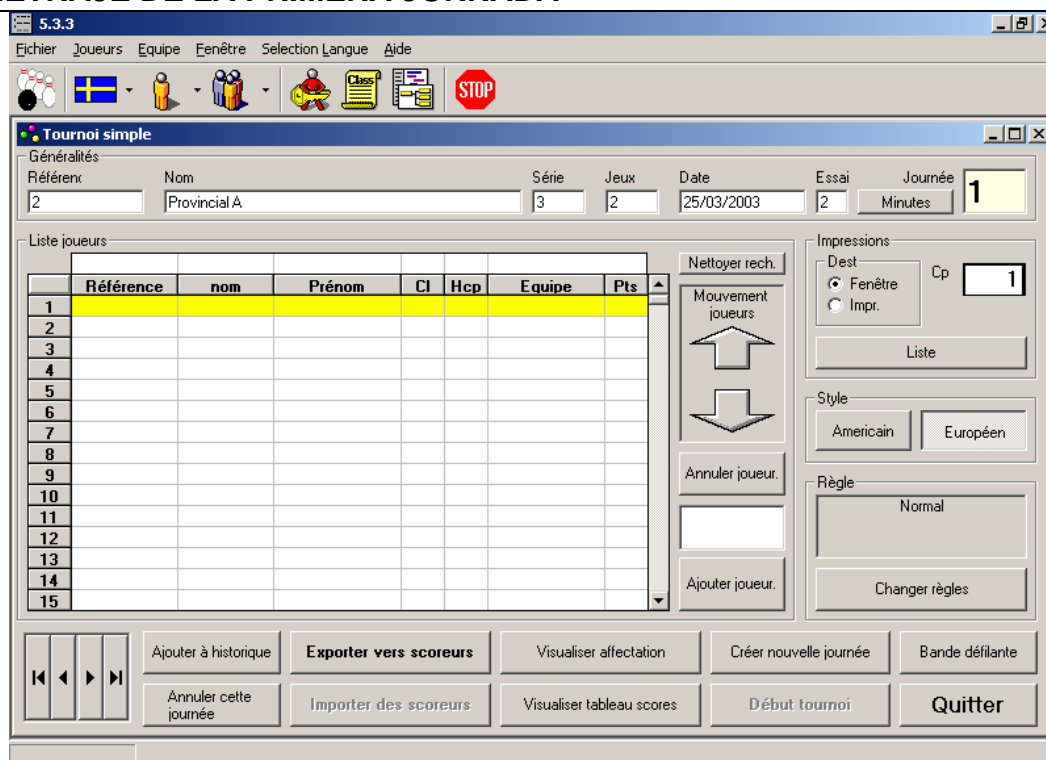 5.3.3
Fichier Joueurs Equipe Fenêtre Selection Langue Aide
Class
STOP
Tournoi simple
Généralités
Référenc Nom Série Jeux Date Essai Journée
2 Provincial A 3 2 25/03/2003 2 Minutes 1
Liste joueurs
Référence nom Prénom Cl Hcp Equipe Pts
1
2
3
4
5
6
7
8
9
10
11
12
13
14
15
Nettoyer rech.
Mouvement
joueurs
Annuler joueur.
Ajouter joueur.
Impressions
Dest
Fenêtre
Impr.
Cp 1
Liste
Style
Americain Européen
Règle
Normal
Changer règles
Ajouter à historique Exporter vers scoreurs Visualiser affectation Créer nouvelle journée Bande défilante
Annuler cette
journée
Importer des scoreurs Visualiser tableau scores Début tournoi Quitter